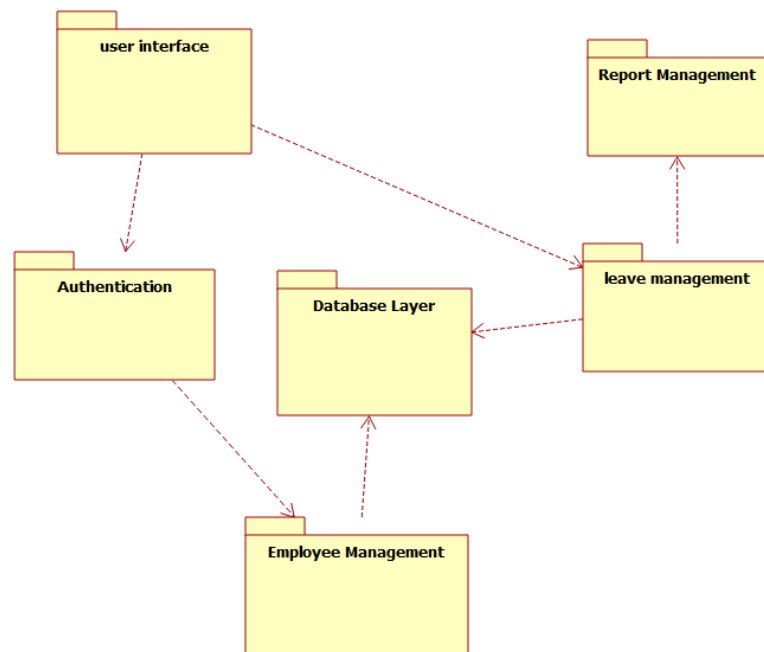 user interface
Report Management
Authentication
Database Layer
leave management
Employee Management